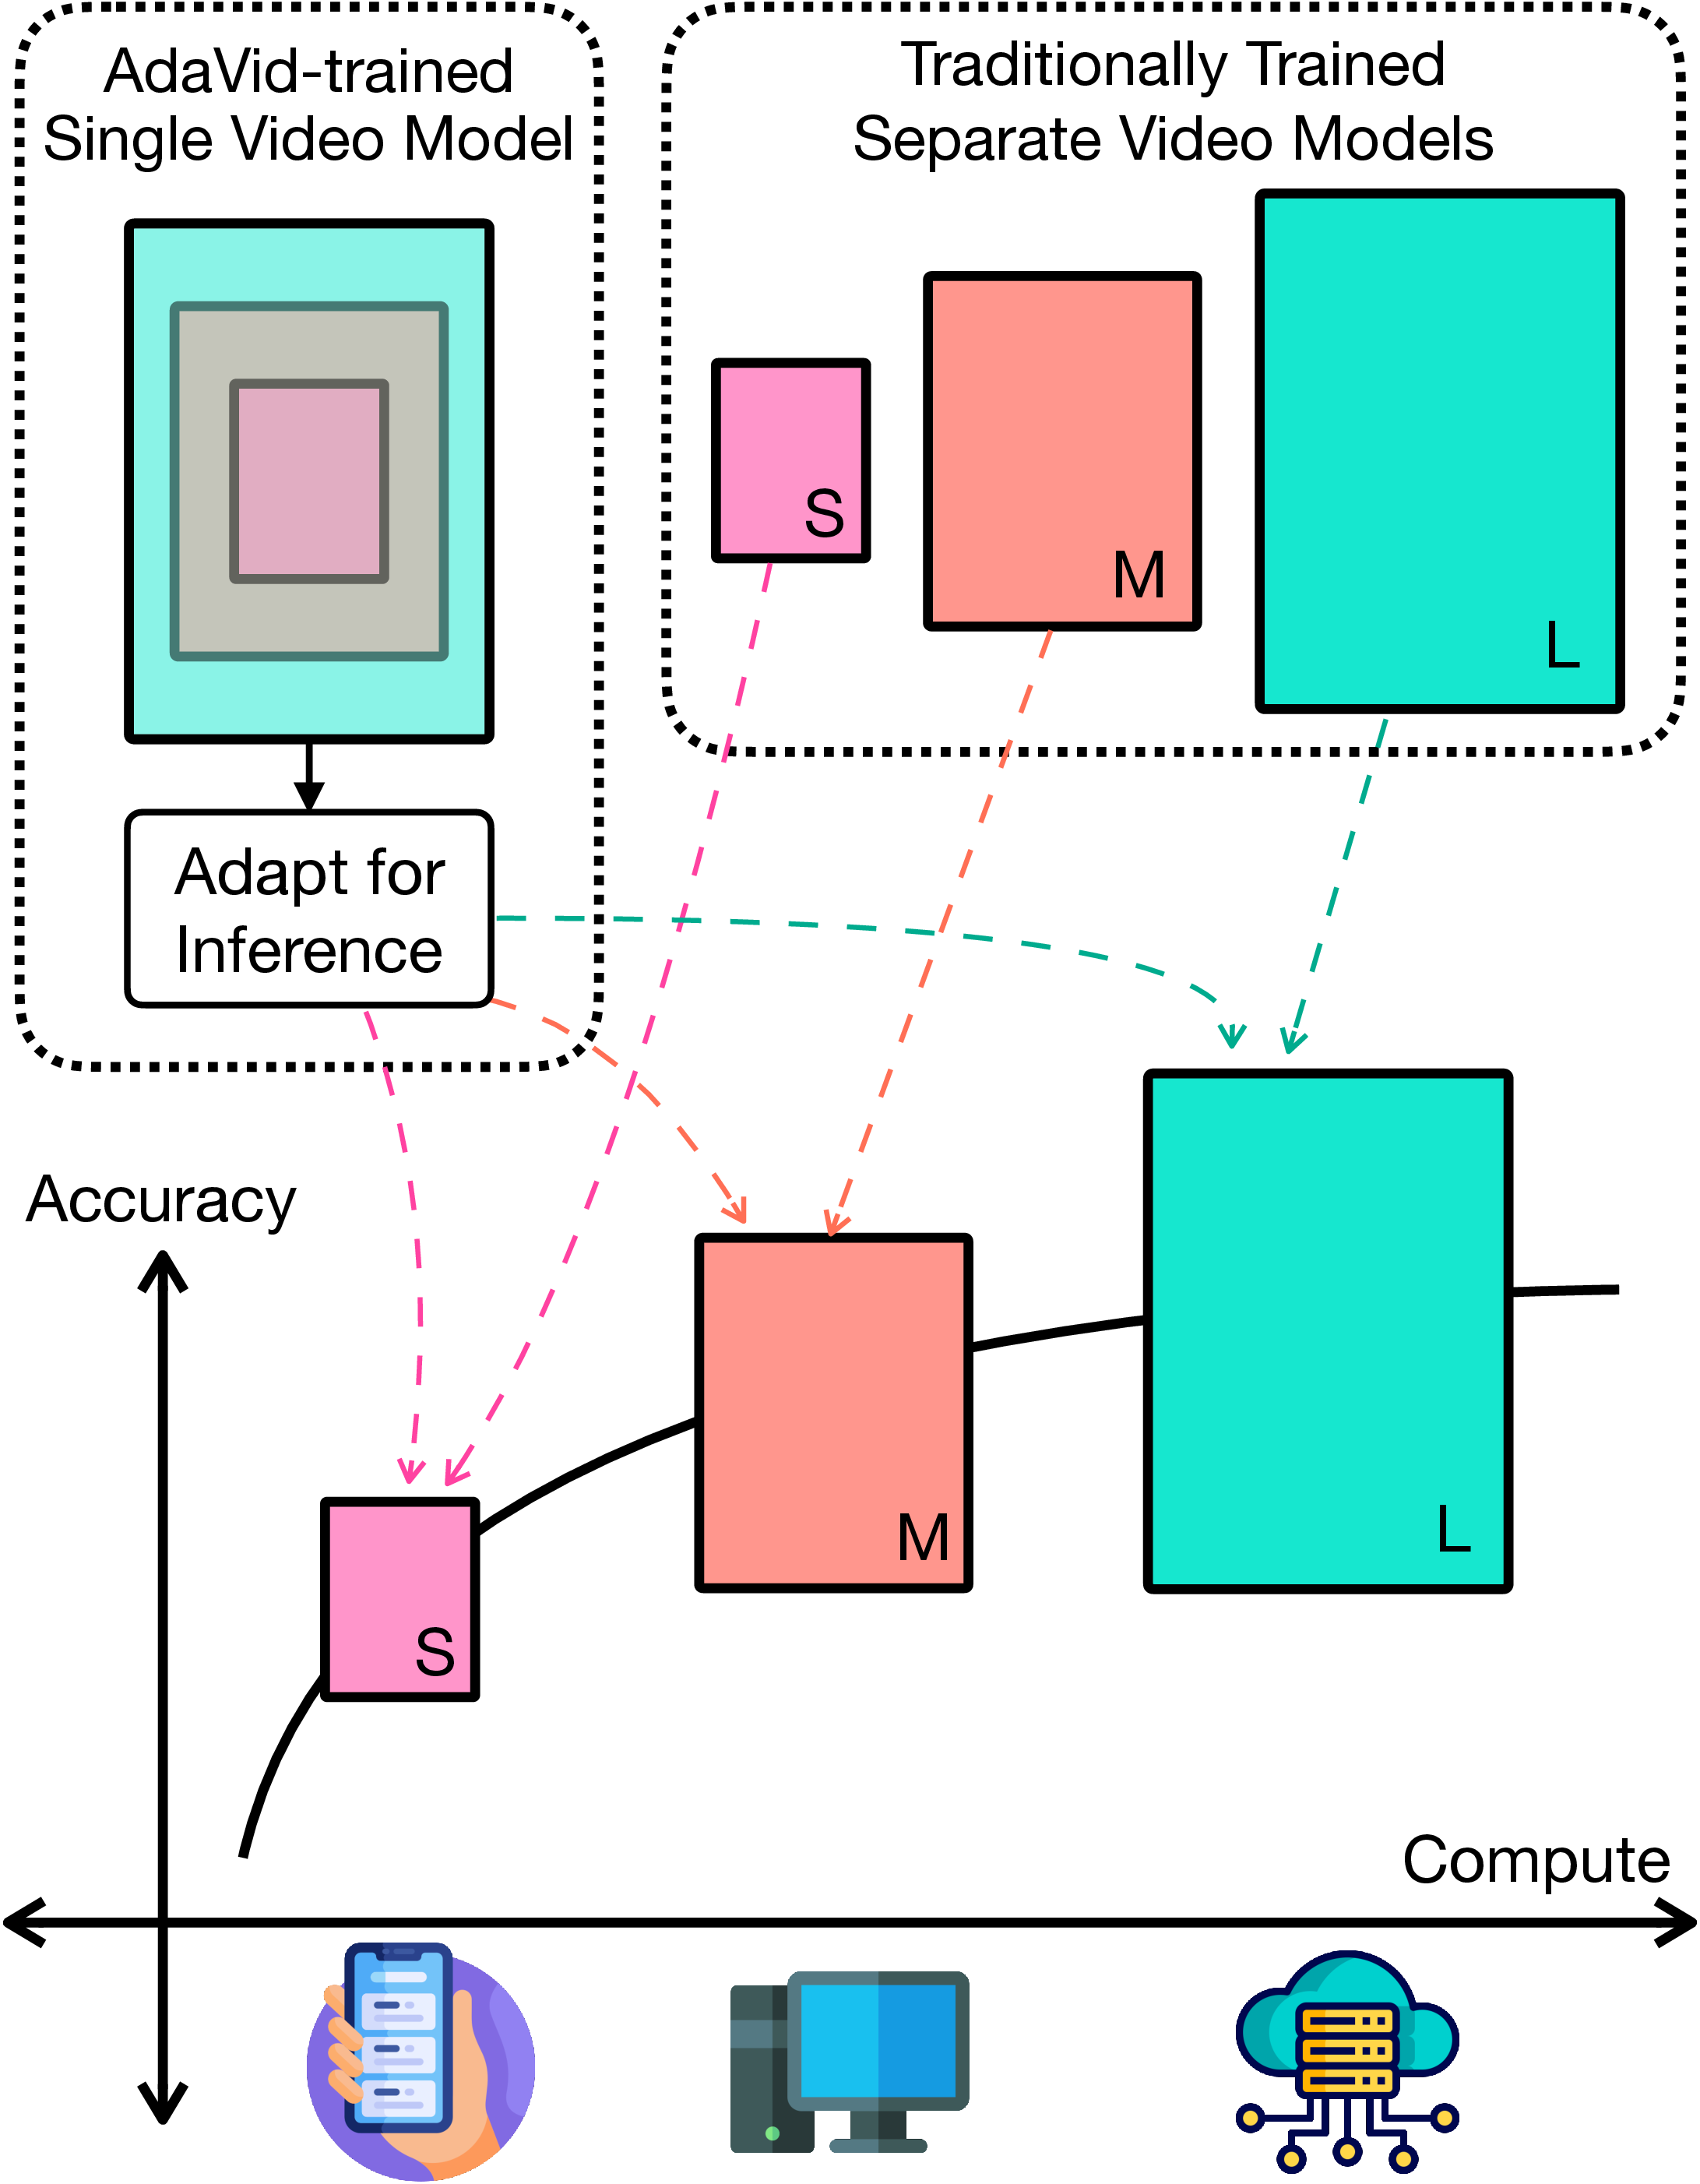 AdaVid-trained
Single Video Model
Traditionally Trained
Separate Video Models
S
M
L
Adapt for
Inference
Accuracy
S
M
L
Compute